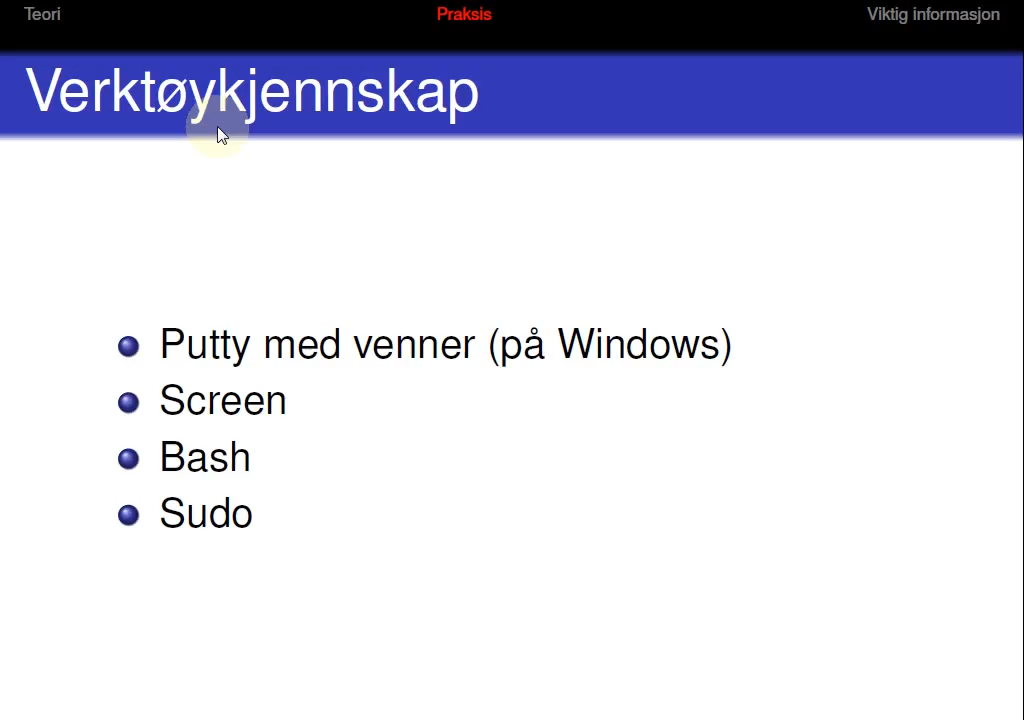 Teori
Praksis
Viktig informasjon
Verktøykjennskap
Putty med venner (på Windows)
Screen
Bash
Sudo